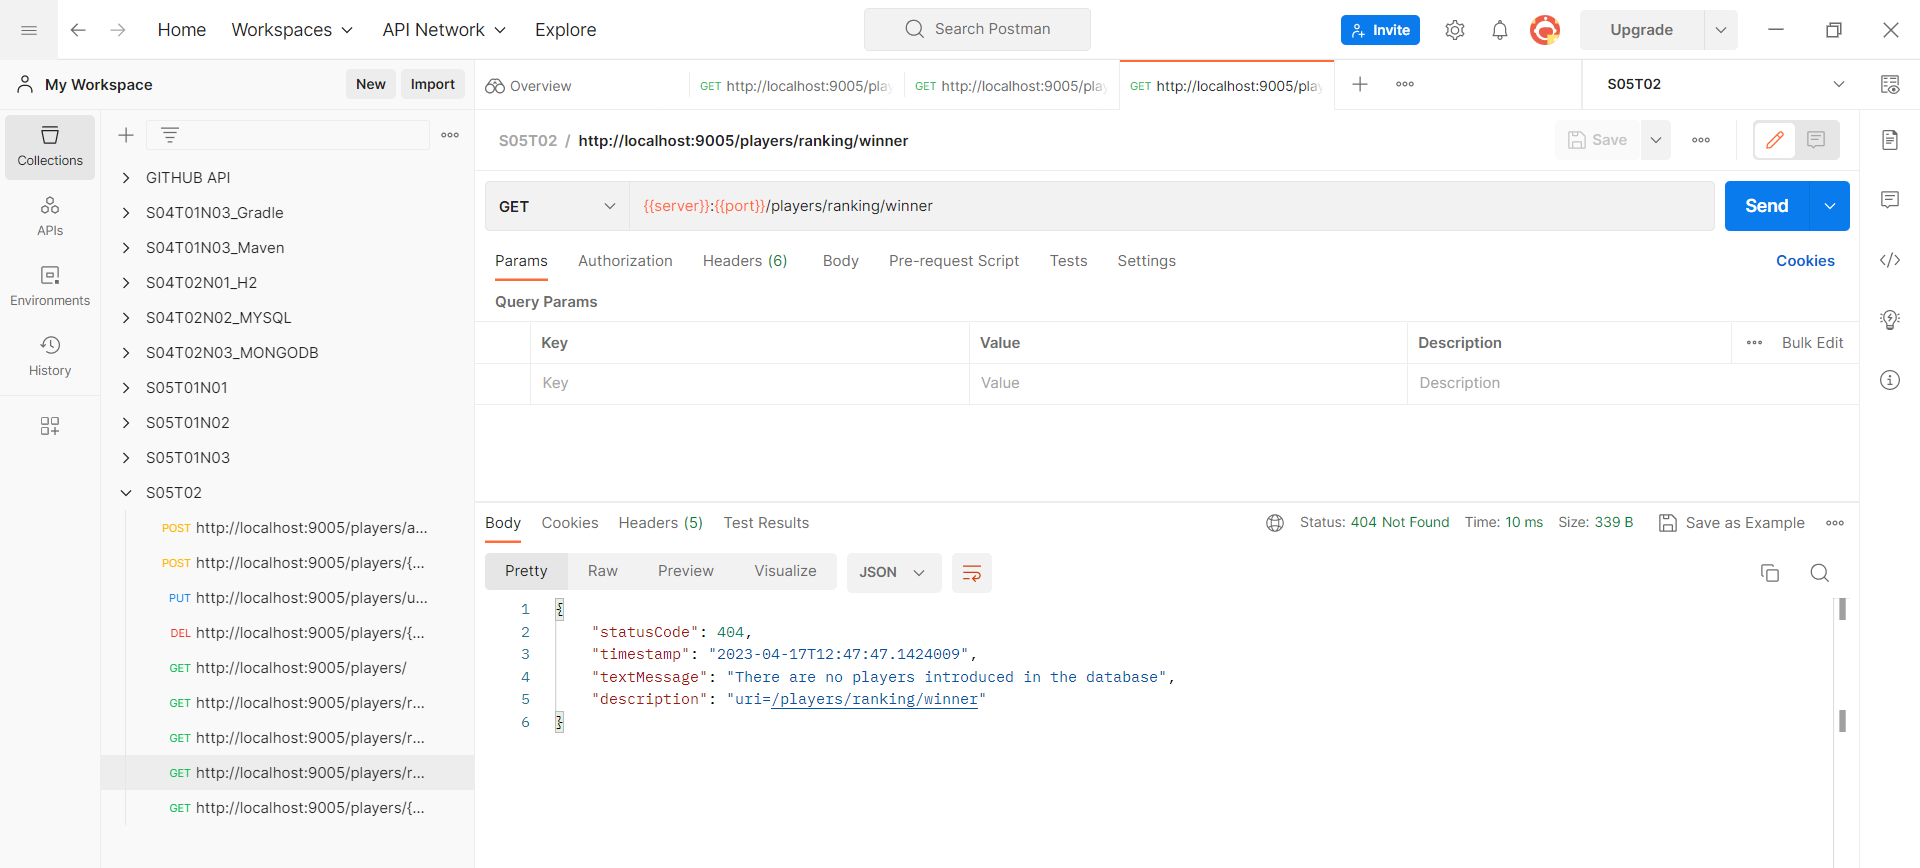 Home Workspaces API Network Explore Search Postman Invite Upgrade
My Workspace New Import
Overview GET http://localhost:9005/pla GET http://localhost:9005/pla GET http://localhost:9005/pla S05T02
Collections
APIs
Environments
History
GITHUB API
S04T01N03_Gradle
S04T01N03_Maven
S04T02N01_H2
S04T02N02_MYSQL
S04T02N03_MONGODB
S05T01N01
S05T01N02
S05T01N03
S05T02
POST http://localhost:9005/players/a...
POST http://localhost:9005/players/{...
PUT http://localhost:9005/players/u...
DEL http://localhost:9005/players/{...
GET http://localhost:9005/players/
GET http://localhost:9005/players/r...
GET http://localhost:9005/players/r...
GET http://localhost:9005/players/r...
GET http://localhost:9005/players/{...
S05T02 / http://localhost:9005/players/ranking/winner Save
GET {{server}}:{{port}}/players/ranking/winner Send
Params Authorization Headers (6) Body Pre-request Script Tests Settings Cookies
Query Params
Key Value Description Bulk Edit
Key Value Description
Body Cookies Headers (5) Test Results Status: 404 Not Found Time: 10 ms Size: 339 B Save as Example
Pretty Raw Preview Visualize JSON
1 {
2 "statusCode": 404,
3 "timestamp": "2023-04-17T12:47:47.1424009",
4 "textMessage": "There are no players introduced in the database",
5 "description": "uri=/players/ranking/winner"
6 }